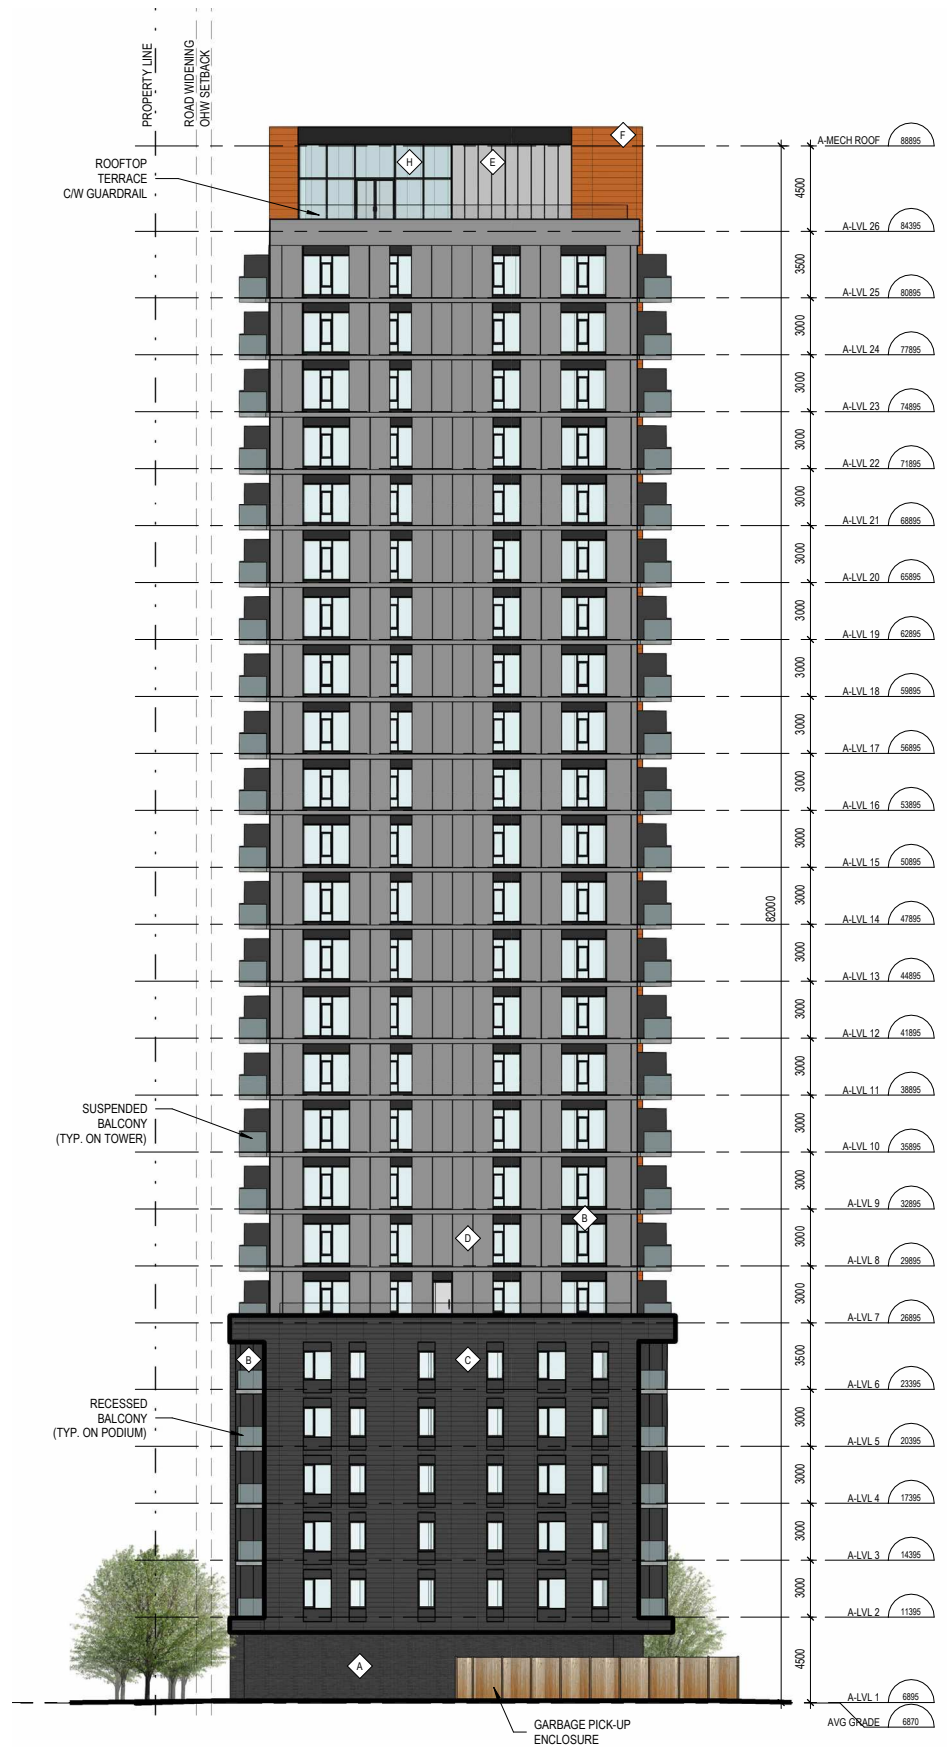 PROPERTY LINE
ROAD WIDENING
OHW SETBACK
F
A-MECH ROOF 88895
ROOFTOP
TERRACE
C/W GUARDRAIL
H
E
4500
A-LVL 26 84395
3500
A-LVL 25 80895
3000
A-LVL 24 77895
3000
A-LVL 23 74895
3000
A-LVL 22 71895
3000
A-LVL 21 68895
3000
A-LVL 20 65895
3000
A-LVL 19 62895
3000
A-LVL 18 59895
3000
A-LVL 17 56895
3000
A-LVL 16 53895
3000
A-LVL 15 50895
3000
82000
A-LVL 14 47895
3000
A-LVL 13 44895
3000
A-LVL 12 41895
3000
A-LVL 11 38895
SUSPENDED
BALCONY
(TYP. ON TOWER)
3000
A-LVL 10 35895
3000
A-LVL 9 32895
B
D
3000
A-LVL 8 29895
3000
A-LVL 7 26895
B
C
3500
A-LVL 6 23395
RECESSED
BALCONY
(TYP. ON PODIUM)
3000
A-LVL 5 20395
3000
A-LVL 4 17395
3000
A-LVL 3 14395
3000
A-LVL 2 11395
A
4500
A-LVL 1 6895
AVG GRADE 6870
GARBAGE PICK-UP
ENCLOSURE